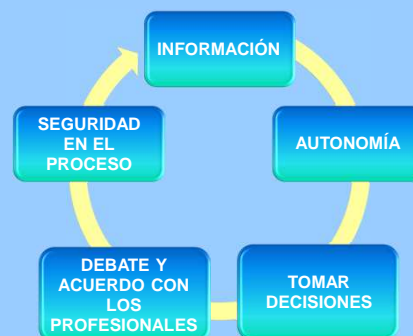 INFORMACIÓN
AUTONOMÍA
TOMAR
DECISIONES
DEBATE Y
ACUERDO CON
LOS
PROFESIONALES
SEGURIDAD
EN EL
PROCESO